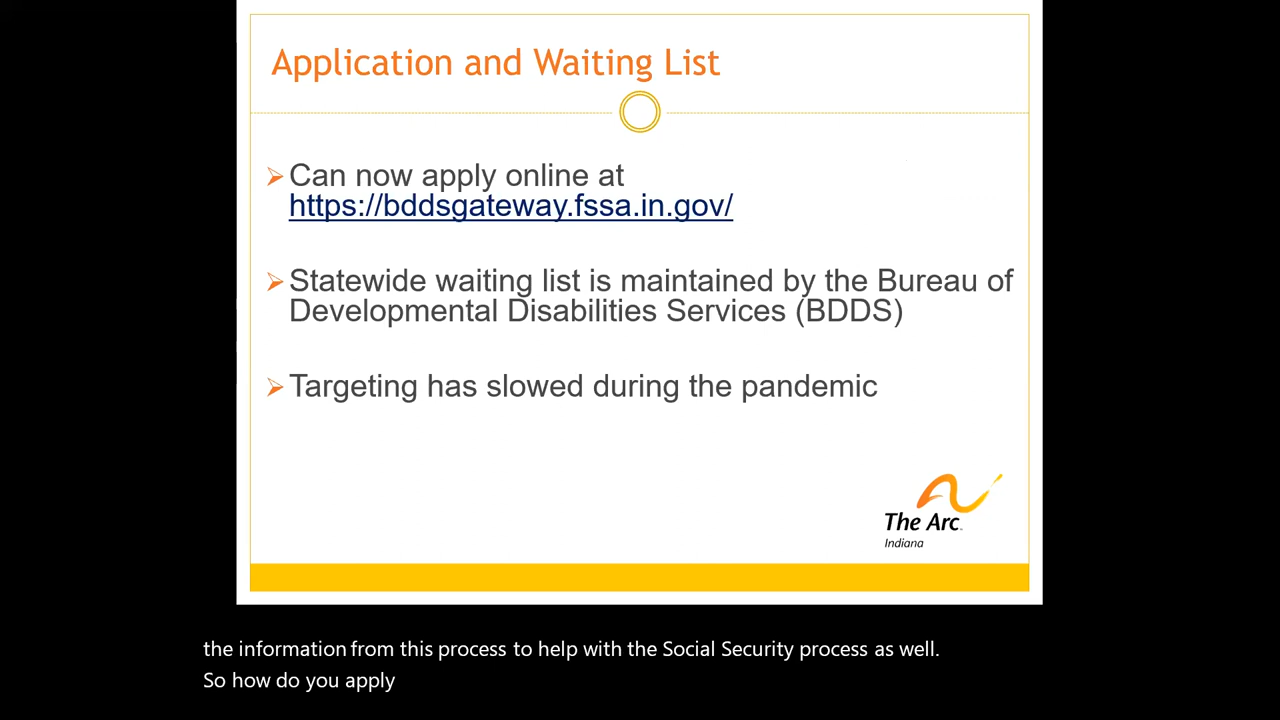 Application and Waiting List
Can now apply online at
https://bddsgateway.fssa.in.gov/
Statewide waiting list is maintained by the Bureau of
Developmental Disabilities Services (BDDS)
Targeting has slowed during the pandemic
The Arc
Indiana
the information from this process to help with the Social Security process as well.
So how do you apply